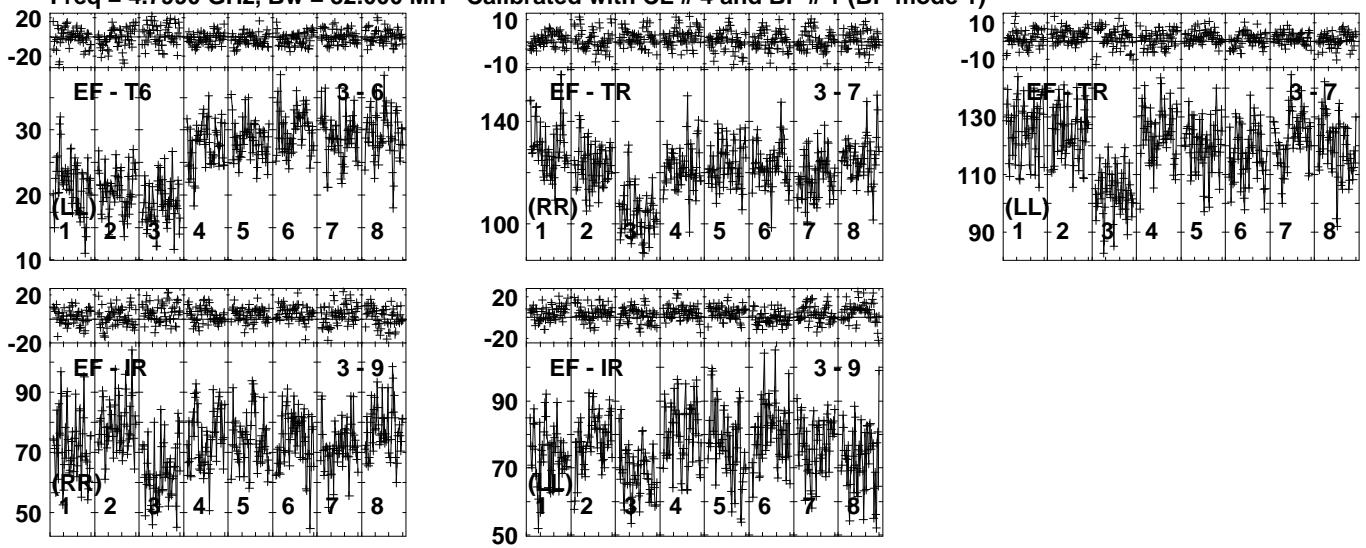 Freq = GHz, Bw = MH Calibrated with CL # 4 and BP # 1 (BP mode 1)
20
-20
EF - T6 3 - 6
30
20
10
(LL)
1 2 3 4 5 6 7 8
10
-10
EF - TR 3 - 7
140
100
(RR)
1 2 3 4 5 6 7 8
10
-10
EF - TR 3 - 7
130
110
90
(LL)
1 2 3 4 5 6 7 8
20
-20
EF - IR 3 - 9
90
70
50
(RR)
1 2 3 4 5 6 7 8
20
-20
EF - IR 3 - 9
90
70
50
(LL)
1 2 3 4 5 6 7 8